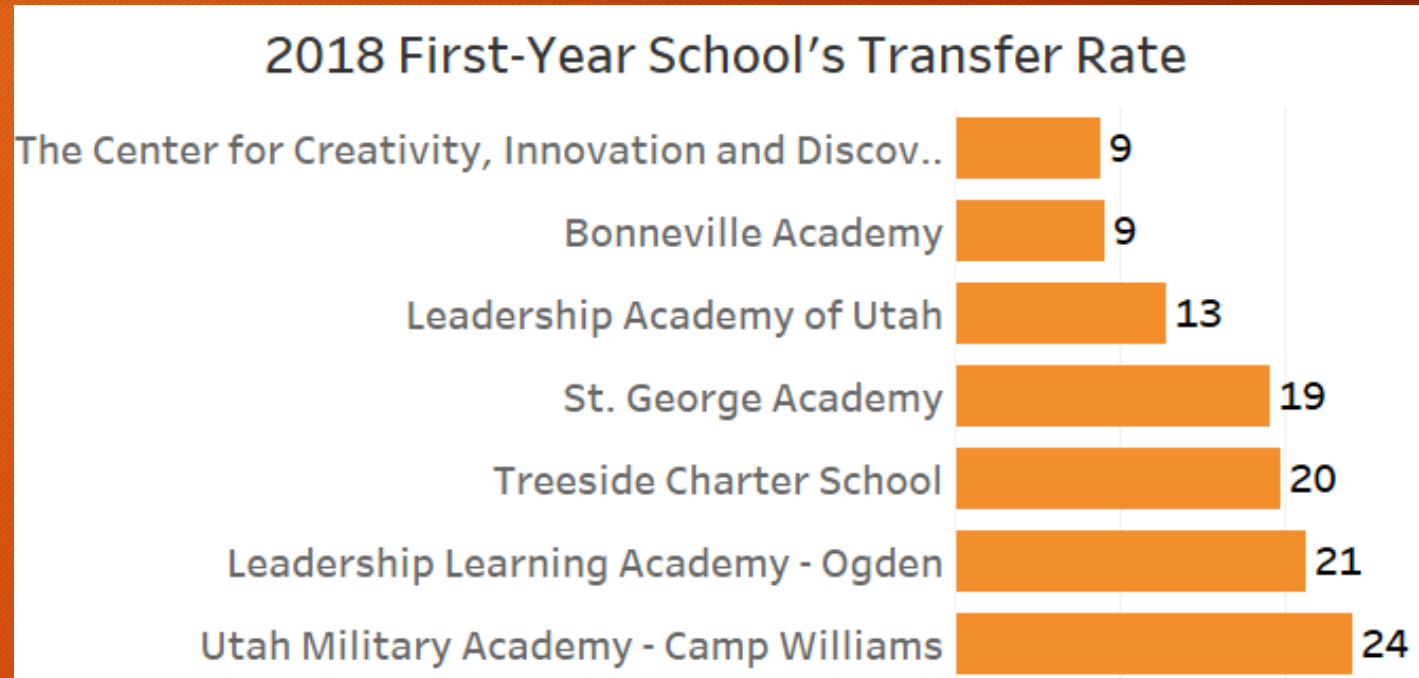 2018 First-Year School’s Transfer Rate
The Center for Creativity, Innovation and Discov.. 9
Bonneville Academy 9
Leadership Academy of Utah 13
St. George Academy 19
Treeside Charter School 20
Leadership Learning Academy - Ogden 21
Utah Military Academy - Camp Williams 24